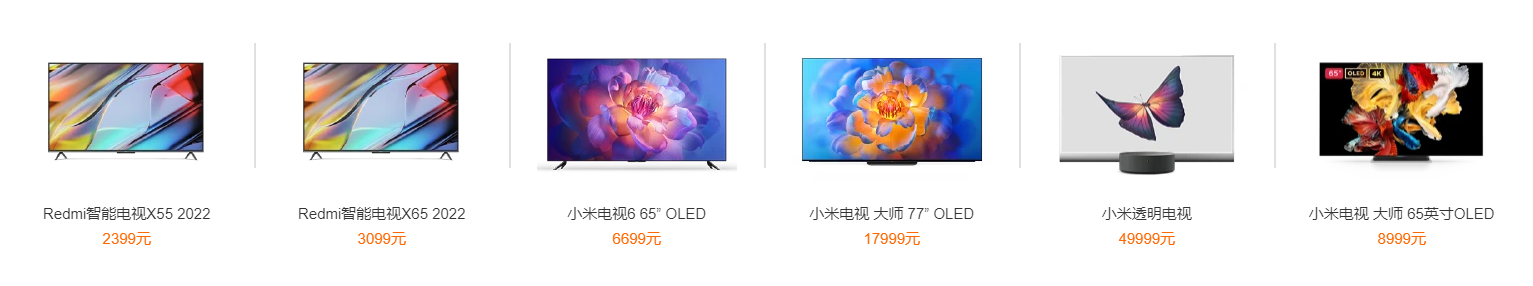 65" OLED 4K
Redmi智能电视X55 2022
2399元
Redmi智能电视X65 2022
3099元
小米电视6 65” OLED
6699元
小米电视 大师 77” OLED
17999元
小米透明电视
49999元
小米电视 大师 65英寸OLED
8999元